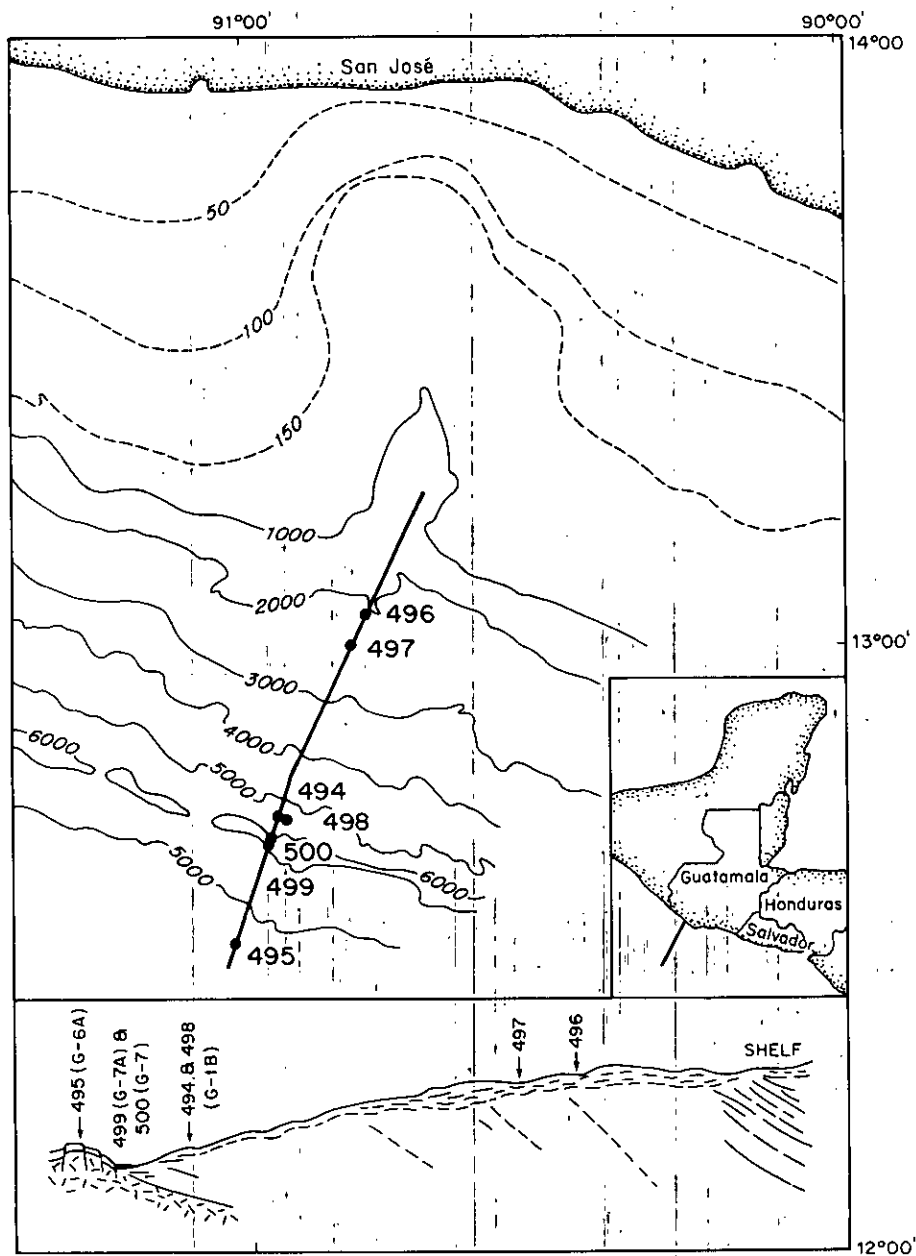 91°00'
90°00'
14°00'
San José
50
100
150
1000
2000
496
497
13°00'
3000
4000
6000
5000
494
498
500
5000
499
6000
495
Guatamala
Honduras
Salvador
495 (G-6A)
499 (G-7A) &
500 (G-7)
494 & 498
(G-1B)
497
496
SHELF
12°00'